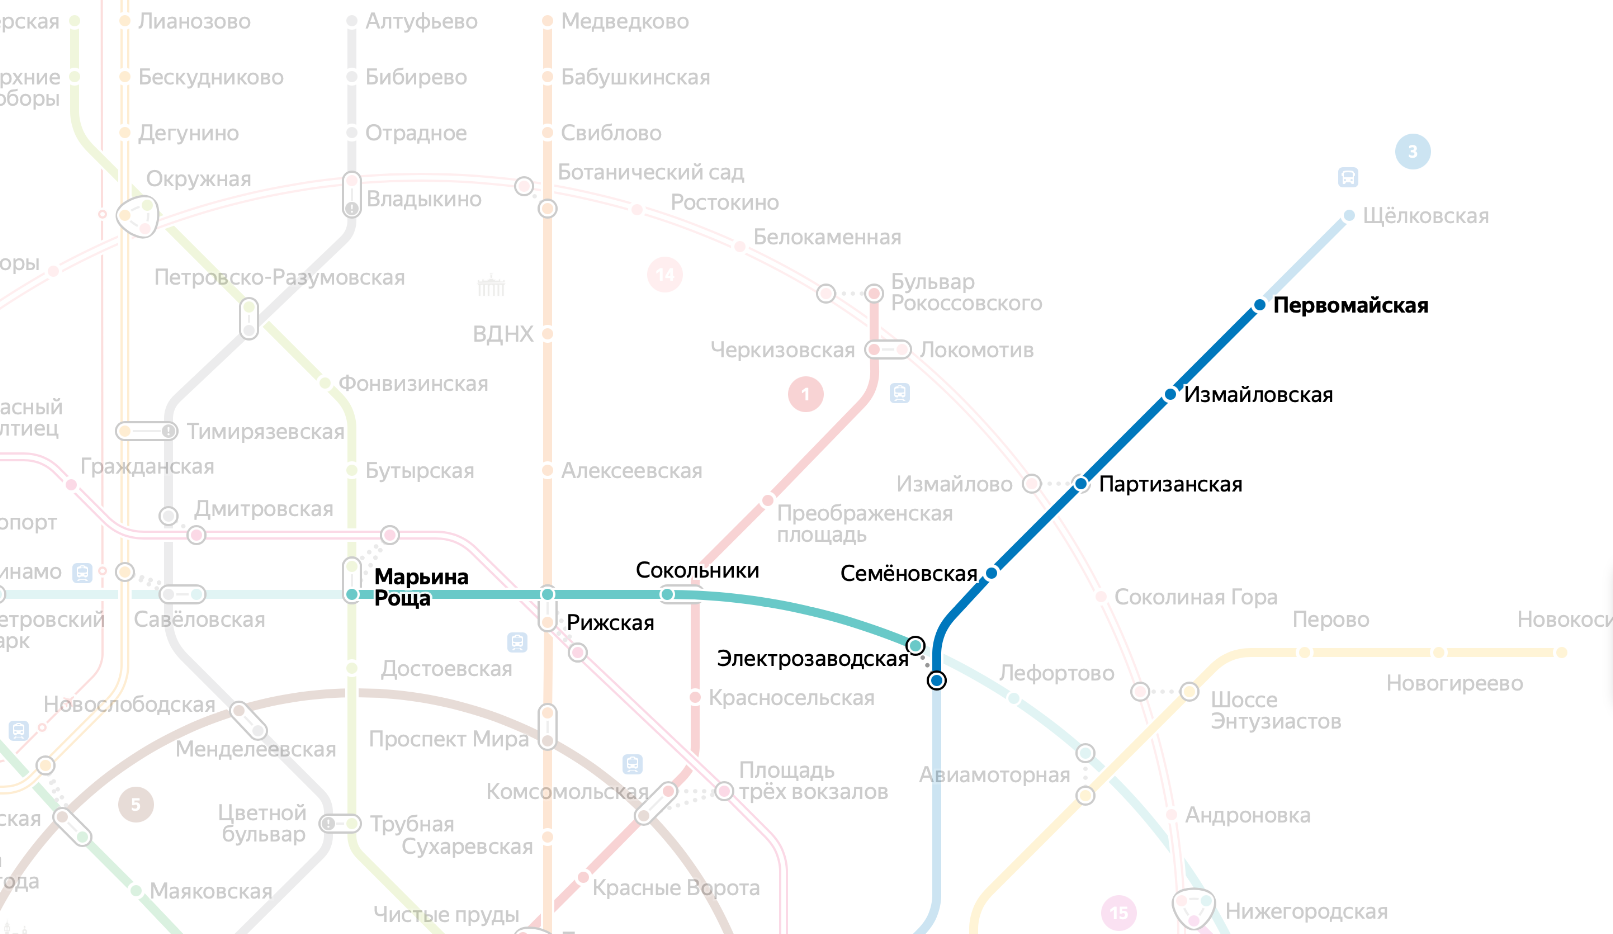 Лианозово
Алтуфьево
Медведково
Бескудниково
Бибирево
Бабушкинская
рхние
оборы
Дегунино
Отрадное
Свиблово
3
Окружная
Владыкино
Ботанический сад
Ростокино
Щёлковская
Белокаменная
оры
Петровско-Разумовская
14
Бульвар
Рокоссовского
Первомайская
ВДНХ
Черкизовская
Локомотив
Фонвизинская
1
Измайловская
асный
лтиец
Тимирязевская
Гражданская
Бутырская
Алексеевская
Измайлово
Партизанская
Дмитровская
опорт
Преображенская
площадь
инамо
Марьина
Роща
Сокольники
Семёновская
етровский
арк
Савёловская
Рижская
Соколиная Гора
Перово
Новокоси
Электрозаводская
Достоевская
Лефортово
Новогиреево
Новослободская
Красносельская
Шоссе
Энтузиастов
Менделеевская
Проспект Мира
Площадь
трёх вокзалов
Комсомольская
Авиамоторная
5
Цветной
бульвар
Трубная
Сухаревская
Андроновка
ская
рская
года
Маяковская
Красные Ворота
Чистые пруды
15
Нижегородская